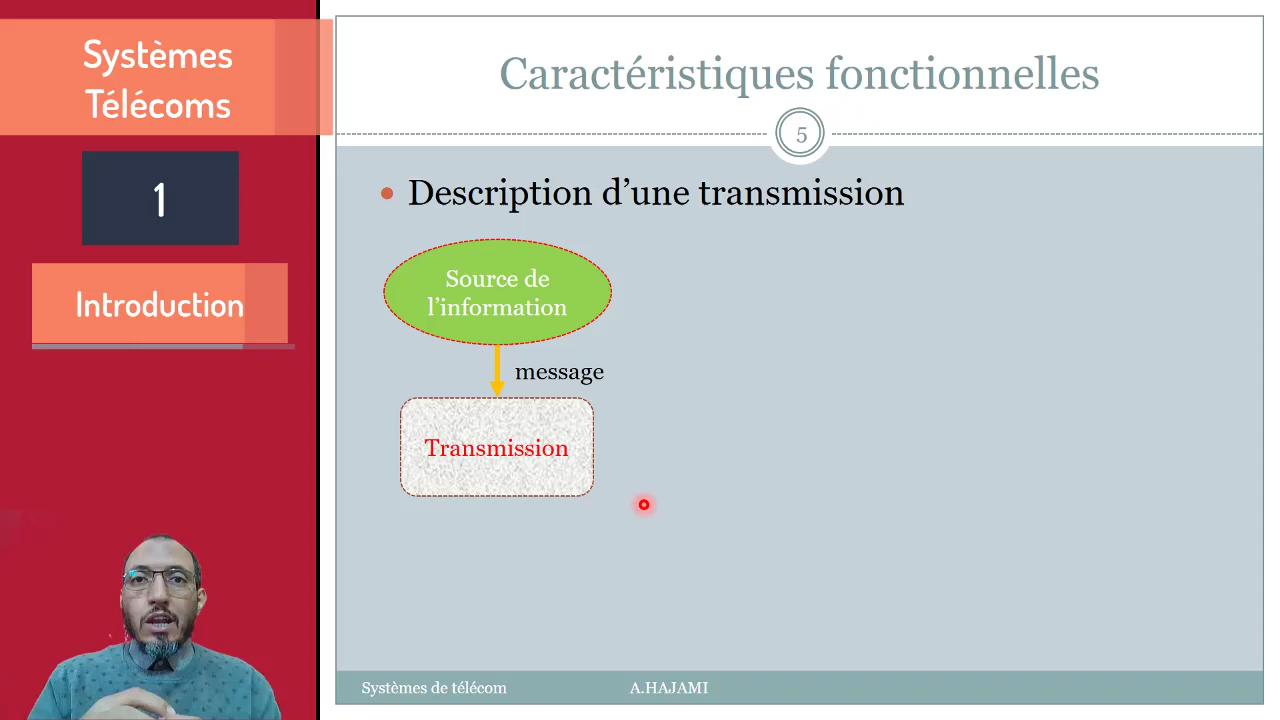 Systèmes
Télécoms
1
Introduction
Caractéristiques fonctionnelles
5
• Description d’une transmission
Source de
l’information
message
Transmission
Systèmes de télécom
A.HAJAMI